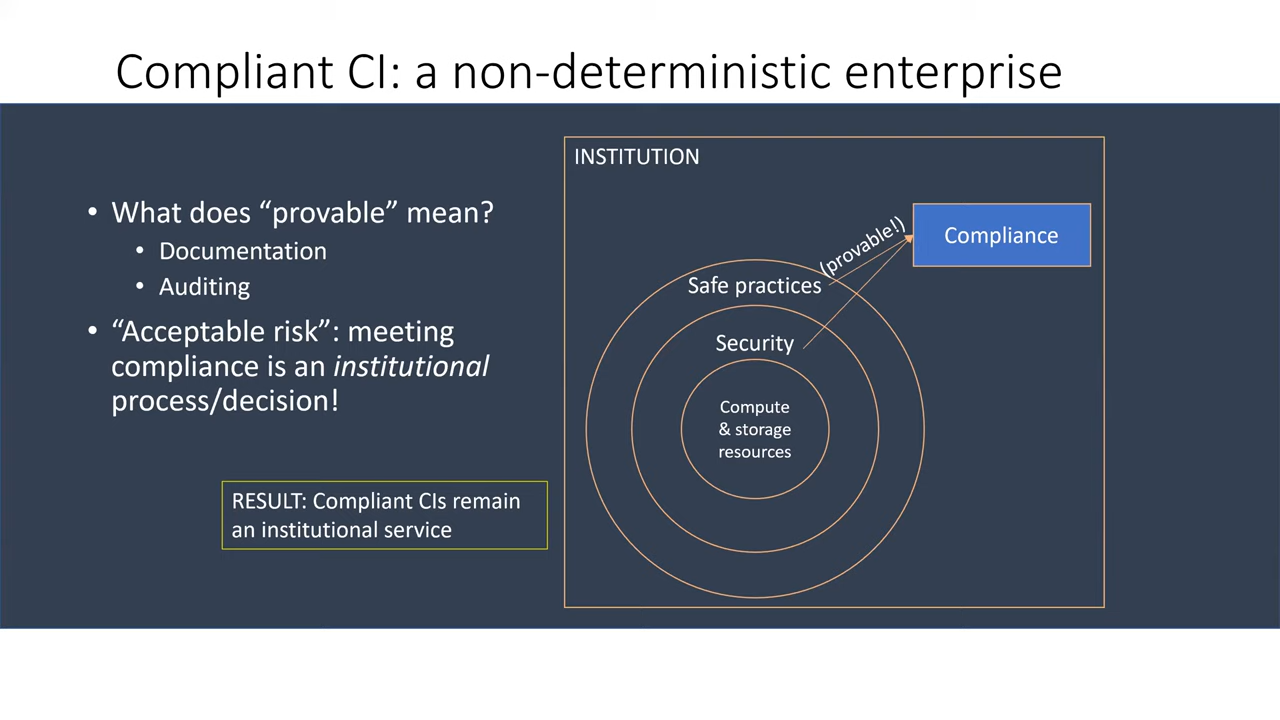 Compliant CI: a non-deterministic enterprise
• What does “provable” mean?
• Documentation
• Auditing
• “Acceptable risk”: meeting
compliance is an institutional
process/decision!
RESULT: Compliant CIs remain
an institutional service
INSTITUTION
(provable!)
Compliance
Safe practices
Security
Compute
& storage
resources